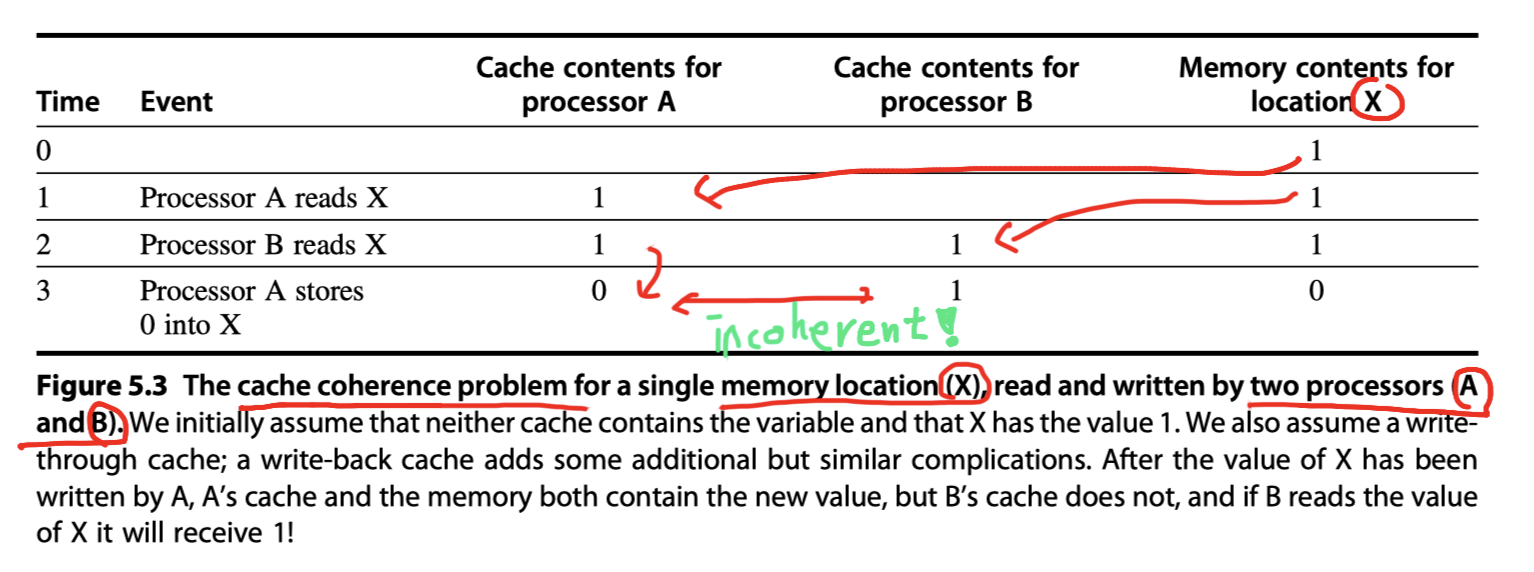 Cache contents for processor A
Cache contents for processor B
Memory contents for location X
Time Event
0 1
1 Processor A reads X 1 1
2 Processor B reads X 1 1 1
3 Processor A stores 0 1 0
0 into X
incoherent!
Figure 5.3 The cache coherence problem for a single memory location (X), read and written by two processors (A
and B). We initially assume that neither cache contains the variable and that X has the value 1. We also assume a write-
through cache; a write-back cache adds some additional but similar complications. After the value of X has been
written by A, A's cache and the memory both contain the new value, but B's cache does not, and if B reads the value
of X it will receive 1!